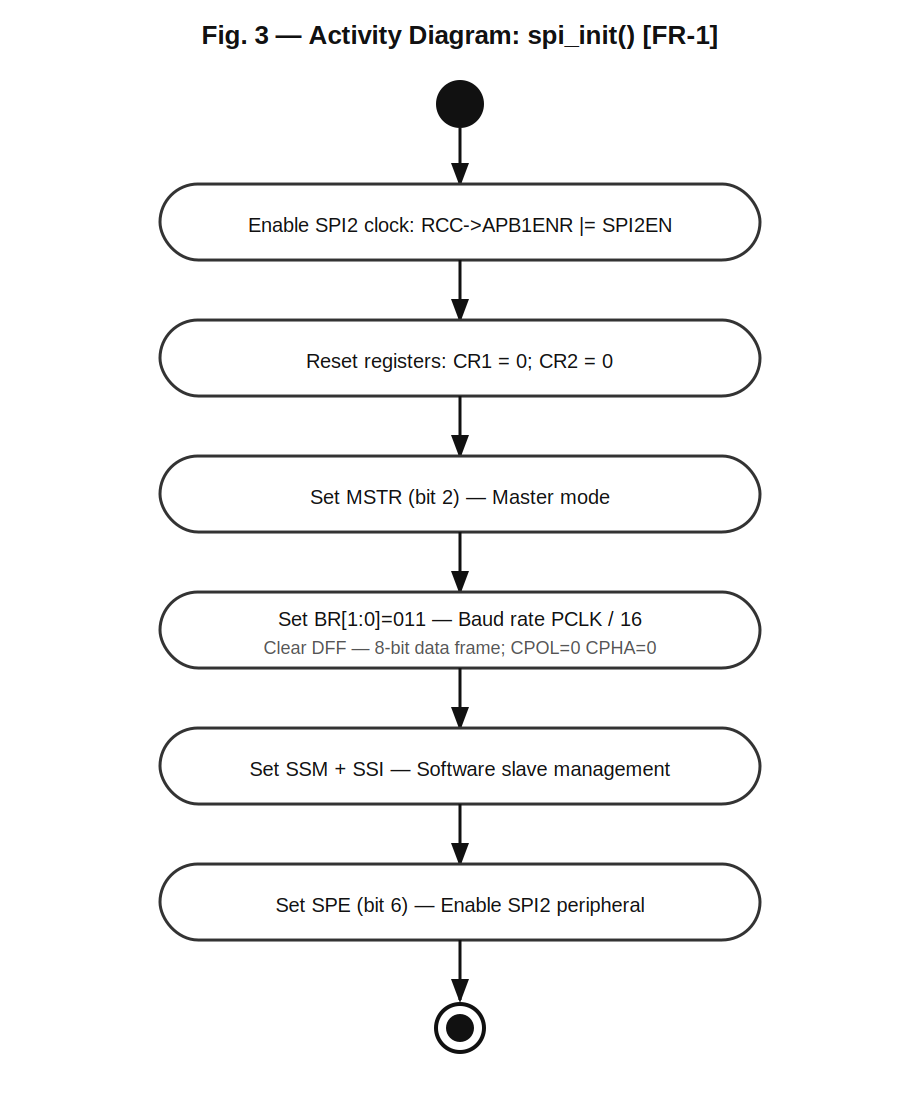 Fig. 3 — Activity Diagram: spi_init() [FR-1]
Enable SPI2 clock: RCC->APB1ENR |= SPI2EN
Reset registers: CR1 = 0; CR2 = 0
Set MSTR (bit 2) — Master mode
Set BR[1:0]=011 — Baud rate PCLK / 16
Clear DFF — 8-bit data frame; CPOL=0 CPHA=0
Set SSM + SSI — Software slave management
Set SPE (bit 6) — Enable SPI2 peripheral